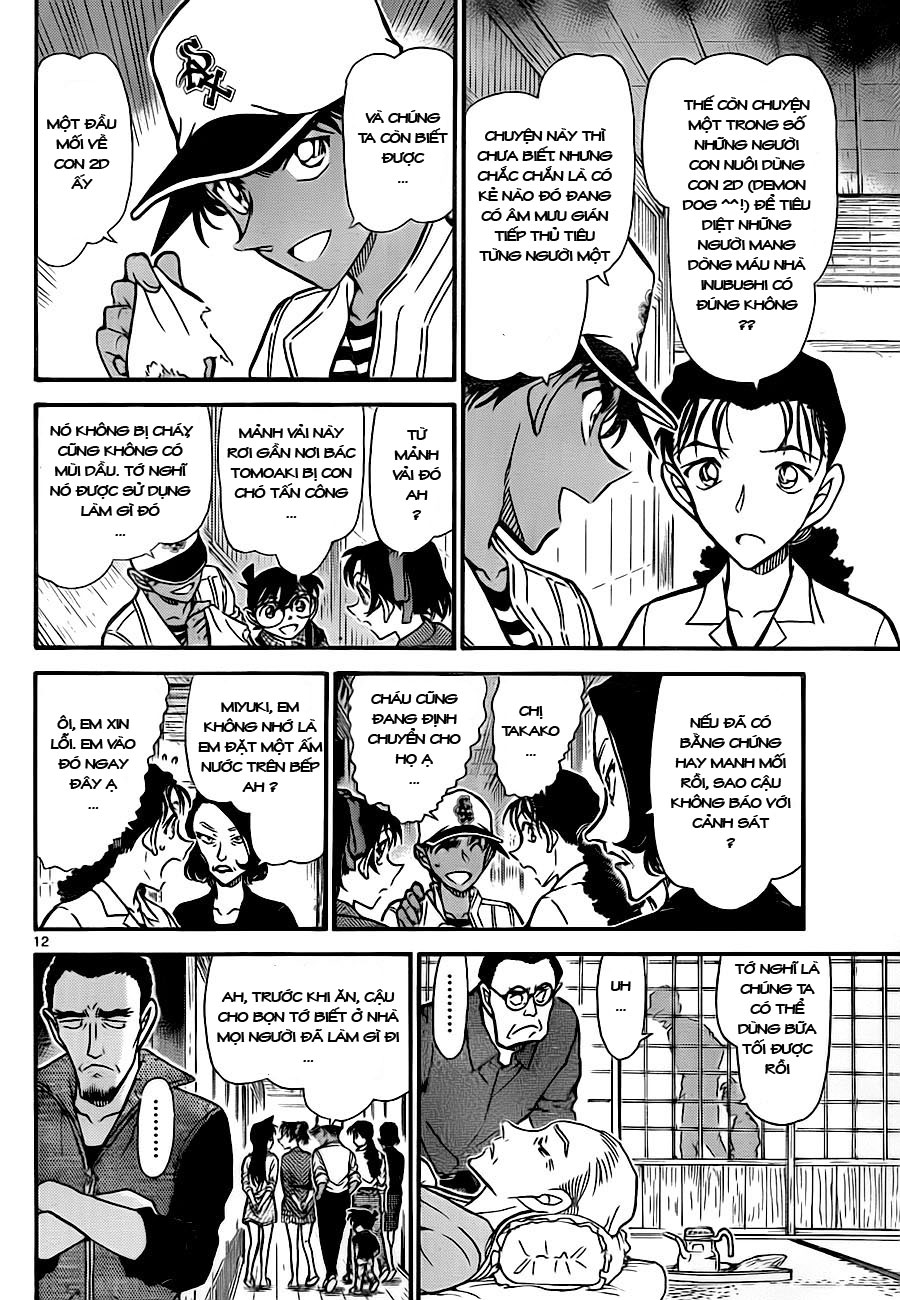 THẾ CÒN CHUYỆN
MỘT TRONG SỐ
NHỮNG NGƯỜI
CON NUÔI DÙNG
CON 2D (DEMON
DOG ^^!) ĐỂ TIÊU
DIỆT NHỮNG
NGƯỜI MANG
DÒNG MÁU NHÀ
INUBUSHI CÓ
ĐÚNG KHÔNG
??
CHUYỆN NÀY THÌ
CHƯA BIẾT. NHƯNG
CHẮC CHẮN LÀ CÓ
KẺ NÀO ĐÓ ĐANG
CÓ ÂM MƯU GIÁN
TIẾP THỦ TIÊU
TỪNG NGƯỜI MỘT
VÀ CHÚNG
TA CÒN BIẾT
ĐƯỢC
...
MỘT ĐẦU
MỐI VỀ
CON 2D
ẤY
TỪ
MẢNH
VẢI ĐÓ
AH
?
MẢNH VẢI NÀY
RƠI GẦN NƠI BÁC
TOMOAKI BỊ CON
CHÓ TẤN CÔNG
...
NÓ KHÔNG BỊ CHÁY,
CŨNG KHÔNG CÓ
MÙI DẦU. TỚ NGHĨ
NÓ ĐƯỢC SỬ DỤNG
LÀM GÌ ĐÓ
...
NẾU ĐÃ CÓ
BẰNG CHỨNG
HAY MANH MỐI
RỒI, SAO CẬU
KHÔNG BÁO VỚI
CẢNH SÁT
?
CHỊ
TAKAKO
...
CHÁU CŨNG
ĐANG ĐỊNH
CHUYỂN CHO
HỌ Ạ
...
MIYUKI, EM
KHÔNG NHỚ LÀ
EM ĐẶT MỘT ẤM
NƯỚC TRÊN BẾP
AH ?
ÔI, EM XIN
LỖI. EM VÀO
ĐÓ NGAY
ĐÂY Ạ
...
12
TỚ NGHĨ LÀ
CHÚNG TA
CÓ THỂ
DÙNG BỮA
TỐI ĐƯỢC
RỒI
UH
...
......
AH, TRƯỚC KHI ĂN, CẬU
CHO BỌN TỚ BIẾT Ở NHÀ
MỌI NGƯỜI ĐÃ LÀM GÌ ĐI
...
......